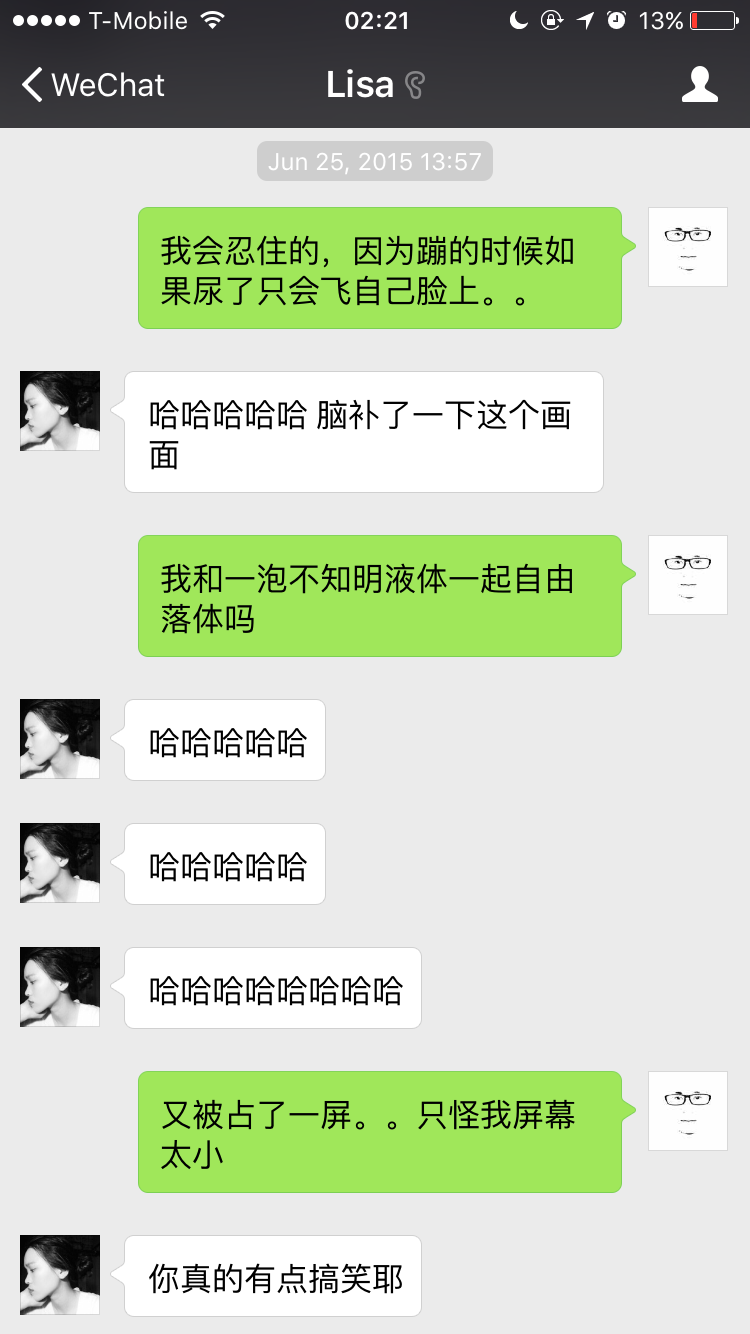 T-Mobile 02:21 13%
WeChat Lisa
Jun 25, 2015 13:57
我会忍住的，因为蹦的时候如
果尿了只会飞自己脸上。。
哈哈哈哈哈 脑补了一下这个画
面
我和一泡不知明液体一起自由
落体吗
哈哈哈哈哈
哈哈哈哈哈
哈哈哈哈哈哈哈哈
又被占了一屏。。只怪我屏幕
太小
你真的有点搞笑耶